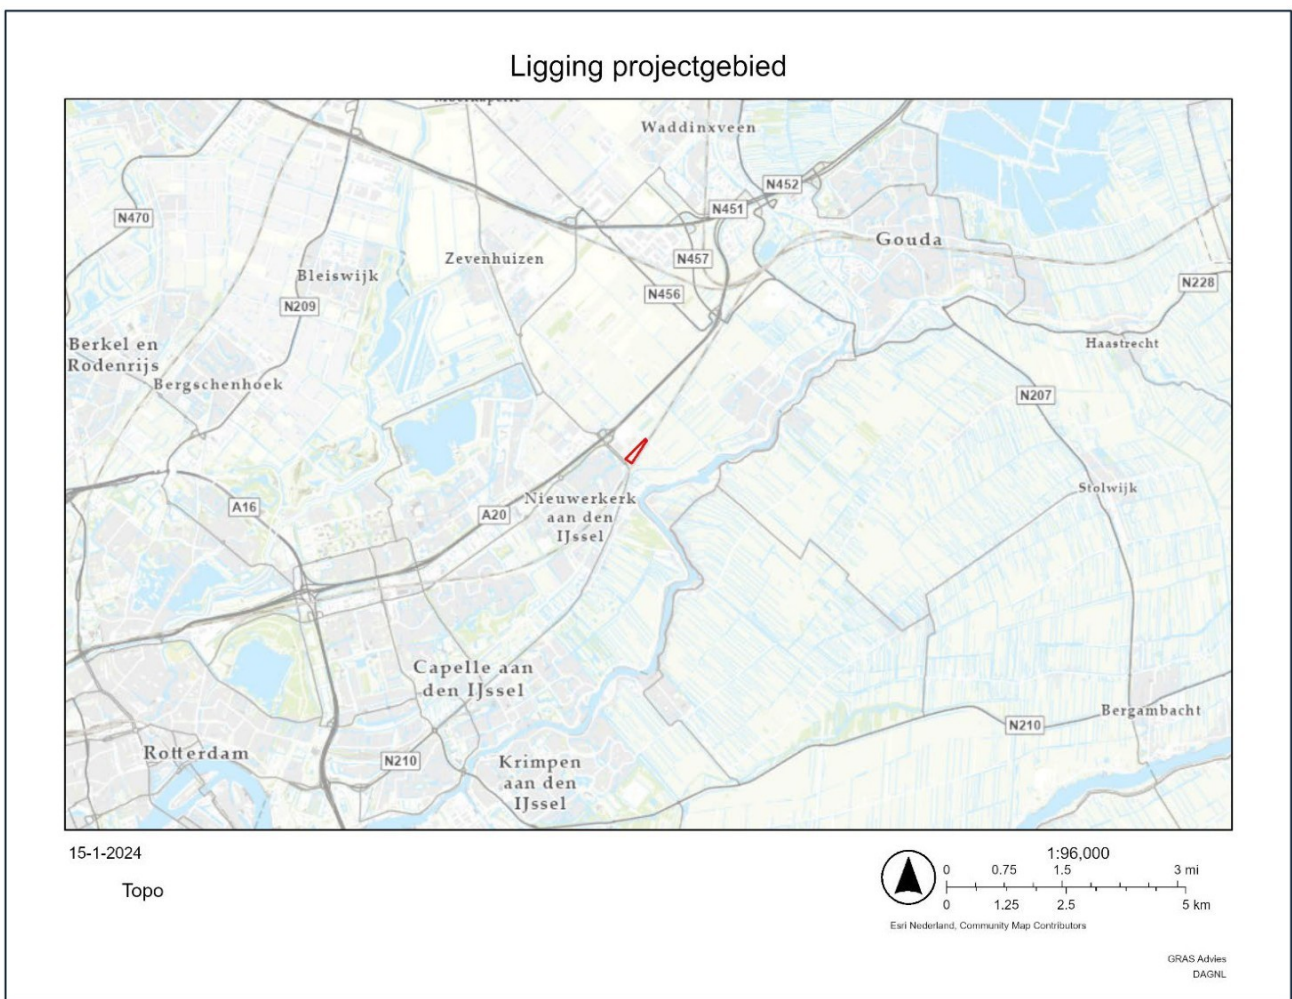 Ligging projectgebied
Waddinxveen
N452
N451
N470
Gouda
Zevenhuizen
N457
Bleiswijk
N228
N456
N209
Berkel en
Rodenrijs
Haastrecht
Bergschenhoek
N207
Stolwijk
Nieuwerkerk
aan den
IJssel
A16
A20
Capelle aan
den IJssel
Bergambacht
N210
Rotterdam
N210
Krimpen
aan den
IJssel
15-1-2024
Topo
1:96,000
0 0.75 1.5 3 mi
0 1.25 2.5 5 km
Esri Nederland, Community Map Contributors
GRAS Advies
DAGNL